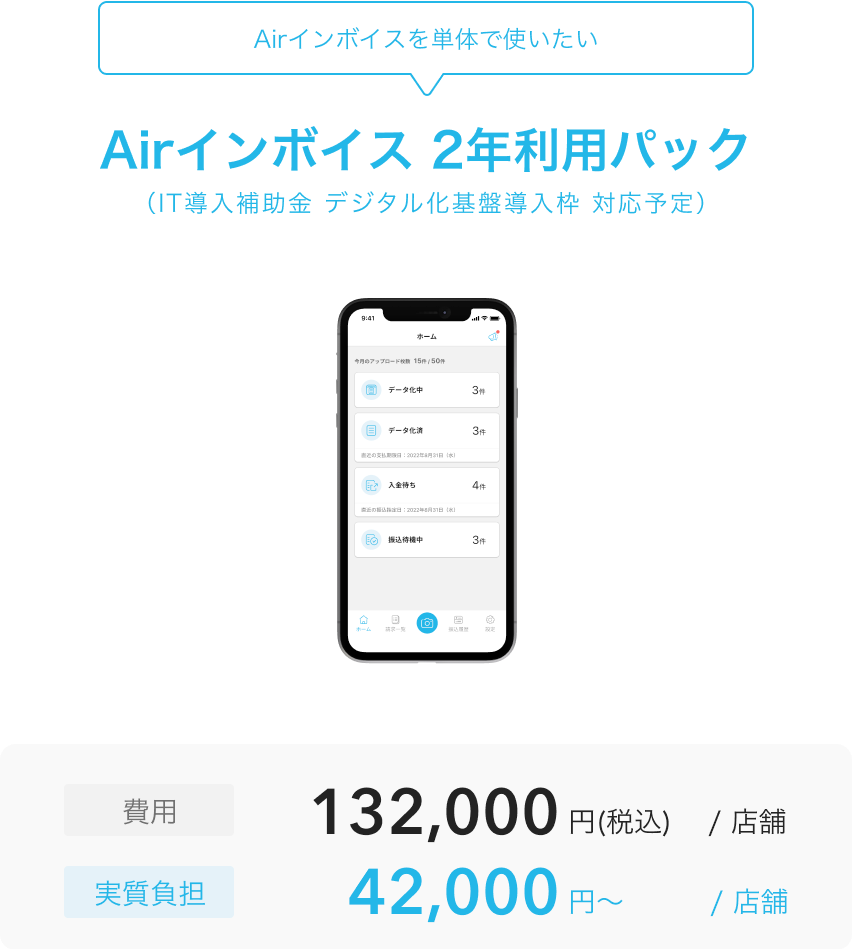 Airインボイスを単体で使いたい
Airインボイス 2年利用パック
（IT導入補助金 デジタル化基盤導入枠 対応予定）
9:41
ホーム
今月のアップロード枚数 15件 / 50件
データ化中 3件
データ化済 3件
直近の支払期限日：2022年8月31日（水）
入金待ち 4件
直近の振込指定日：2022年8月31日（水）
振込待機中 3件
ホーム 請求一覧 振込履歴 設定
費用 132,000 円(税込) / 店舗
実質負担 42,000 円〜 / 店舗